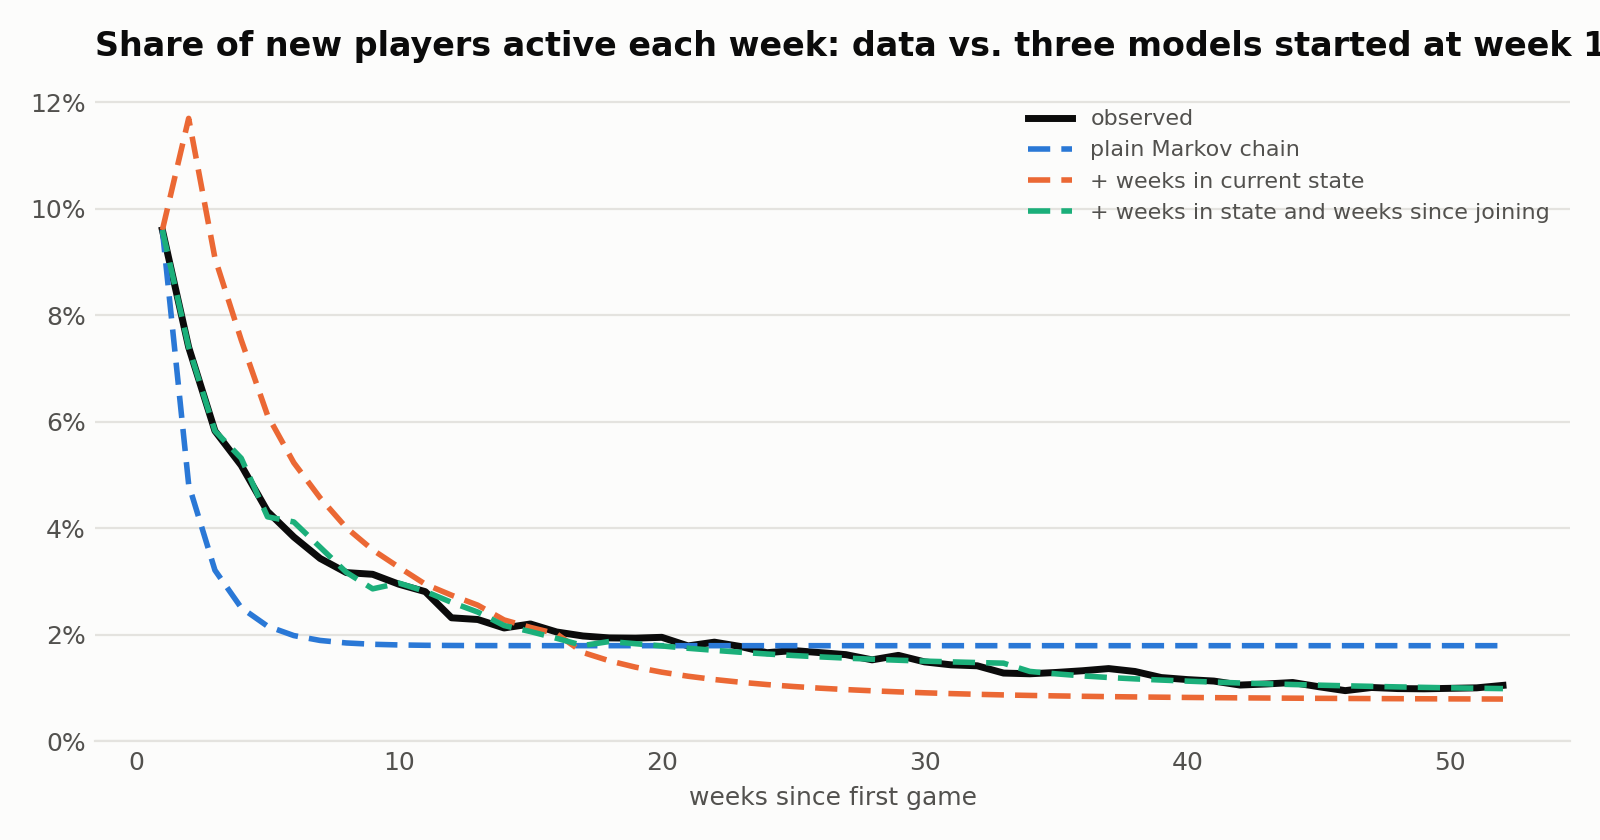 Share of new players active each week: data vs. three models started at week 1
12%
10%
8%
6%
4%
2%
0%
observed
plain Markov chain
+ weeks in current state
+ weeks in state and weeks since joining
0 10 20 30 40 50
weeks since first game